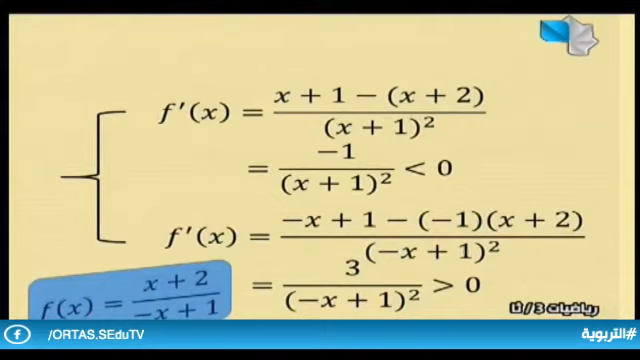 f′(x) = (x + 1 − (x + 2)) / (x + 1)²
= −1 / (x + 1)² < 0
f′(x) = (−x + 1 − (−1)(x + 2)) / (−x + 1)²
= 3 / (−x + 1)² > 0
f(x) = (x + 2) / (−x + 1)
رياضيات /3 ثا
/ORTAS.SEduTV
#التربوية